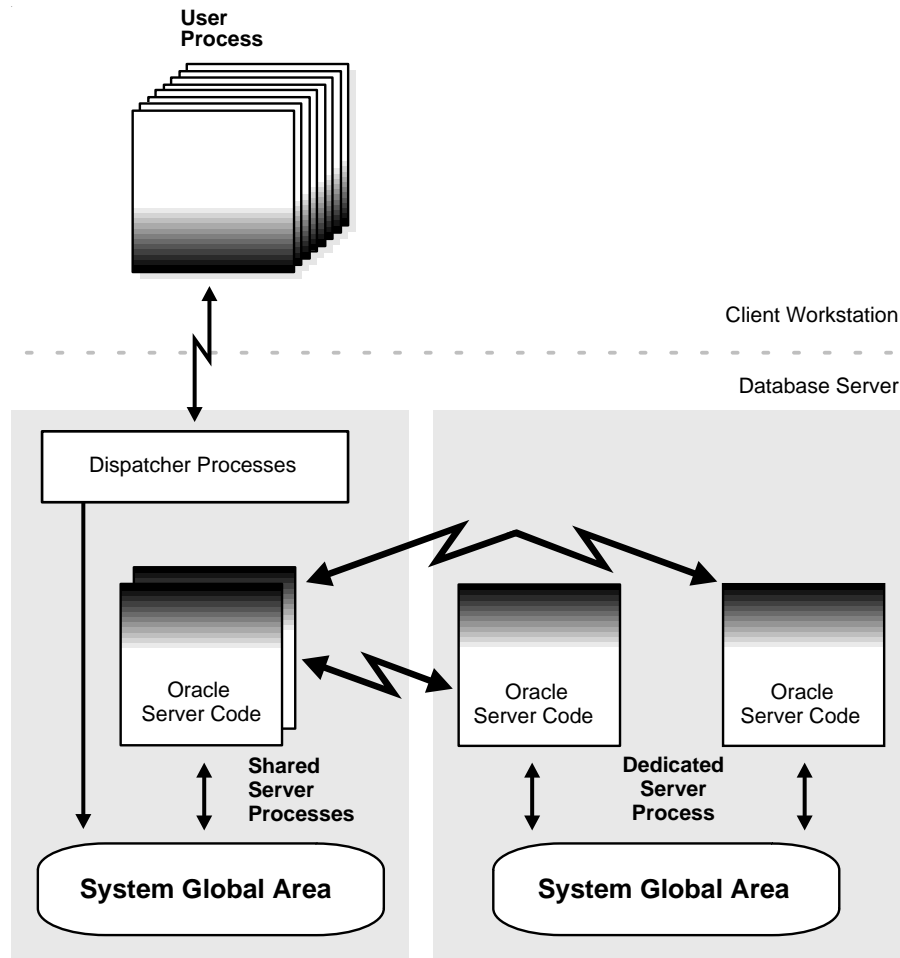 User
Process
Client Workstation
Database Server
Dispatcher Processes
Oracle
Server Code
Oracle
Server Code
Oracle
Server Code
Shared
Server
Processes
Dedicated
Server
Process
System Global Area
System Global Area